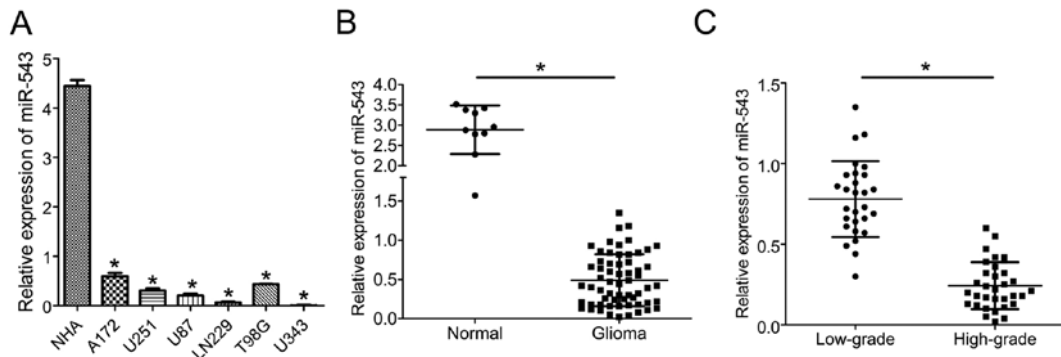 A
Relative expression of miR-543
5
4
3
2
1
0
*
*
*
*
*
*
NHA
A172
U251
U87
LN229
T98G
U343
B
Relative expression of miR-543
4.0
3.5
3.0
2.5
2.0
1.5
1.0
0.5
0.0
*
Normal
Glioma
C
Relative expression of miR-543
1.5
1.0
0.5
0.0
*
Low-grade
High-grade